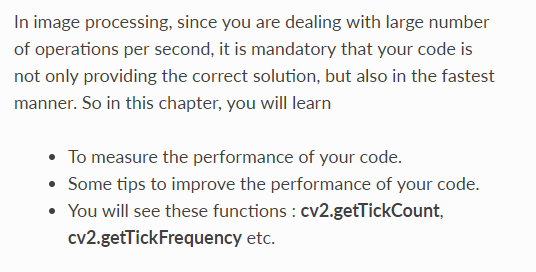 In image processing, since you are dealing with large number
of operations per second, it is mandatory that your code is
not only providing the correct solution, but also in the fastest
manner. So in this chapter, you will learn
• To measure the performance of your code.
• Some tips to improve the performance of your code.
• You will see these functions : cv2.getTickCount,
cv2.getTickFrequency etc.